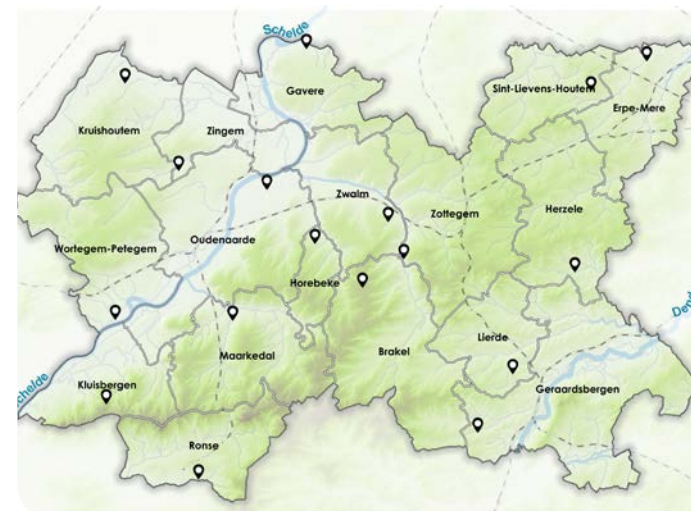 Schelde
Gavere
Sint-Lievens-Houtem
Erpe-Mere
Kruishoutem
Zingem
Zwalm
Zottegem
Herzele
Wortegem-Petegem
Oudenaarde
Horebeke
Maarkedal
Brakel
Lierde
Geraardsbergen
Kluisbergen
Ronse